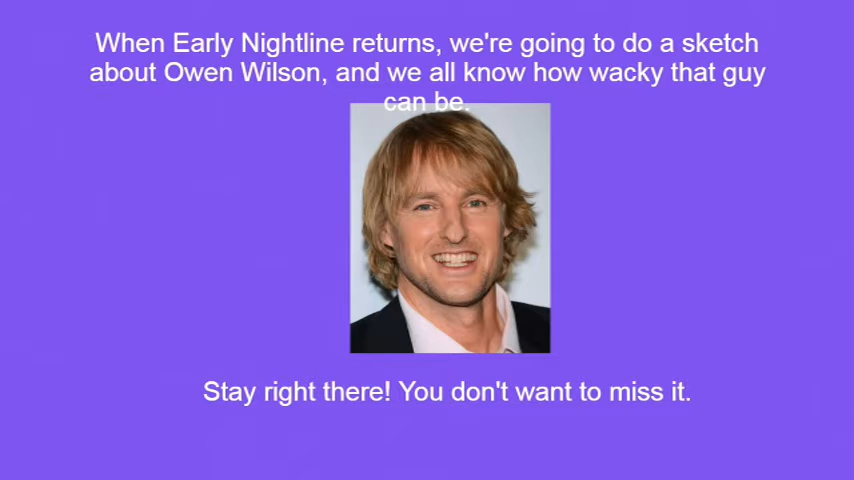 When Early Nightline returns, we're going to do a sketch
about Owen Wilson, and we all know how wacky that guy
can be.
Stay right there! You don't want to miss it.